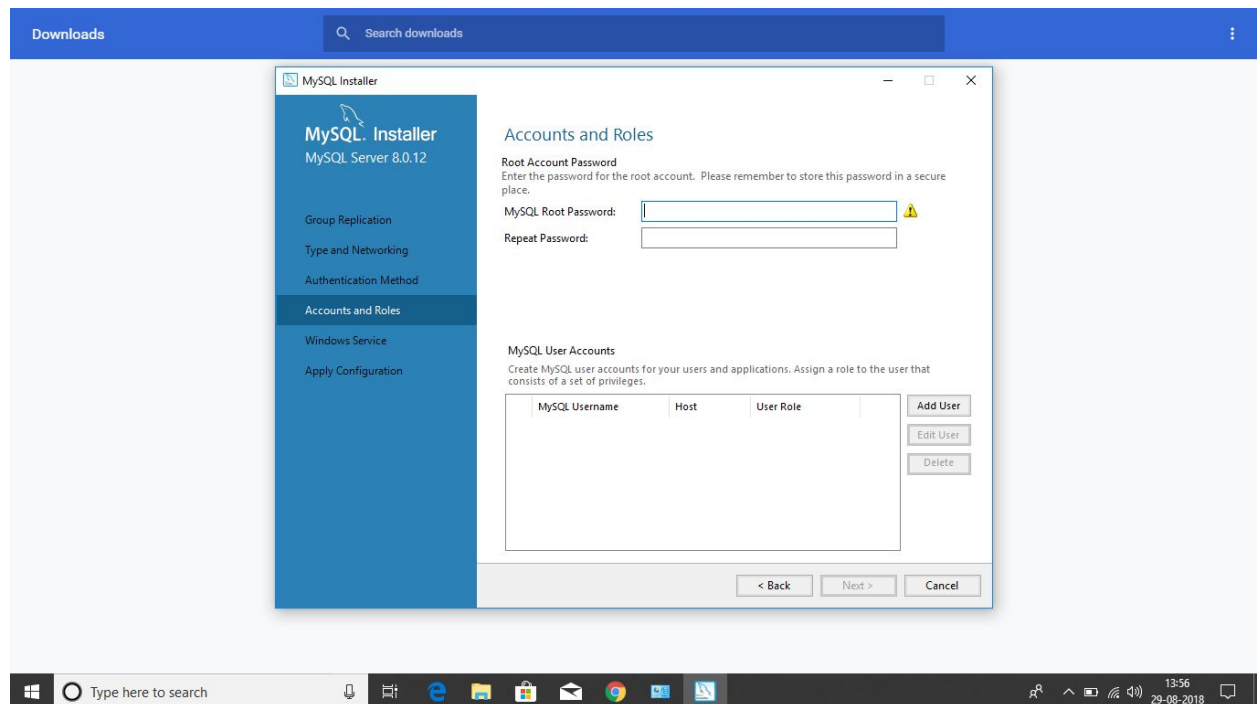 Downloads
Search downloads
MySQL Installer
MySQL. Installer
MySQL Server 8.0.12
Group Replication
Type and Networking
Authentication Method
Accounts and Roles
Windows Service
Apply Configuration
Accounts and Roles
Root Account Password
Enter the password for the root account. Please remember to store this password in a secure
place.
MySQL Root Password:
Repeat Password:
MySQL User Accounts
Create MySQL user accounts for your users and applications. Assign a role to the user that
consists of a set of privileges.
MySQL Username Host User Role
Add User
Edit User
Delete
< Back Next > Cancel
Type here to search
13:56
29-08-2018